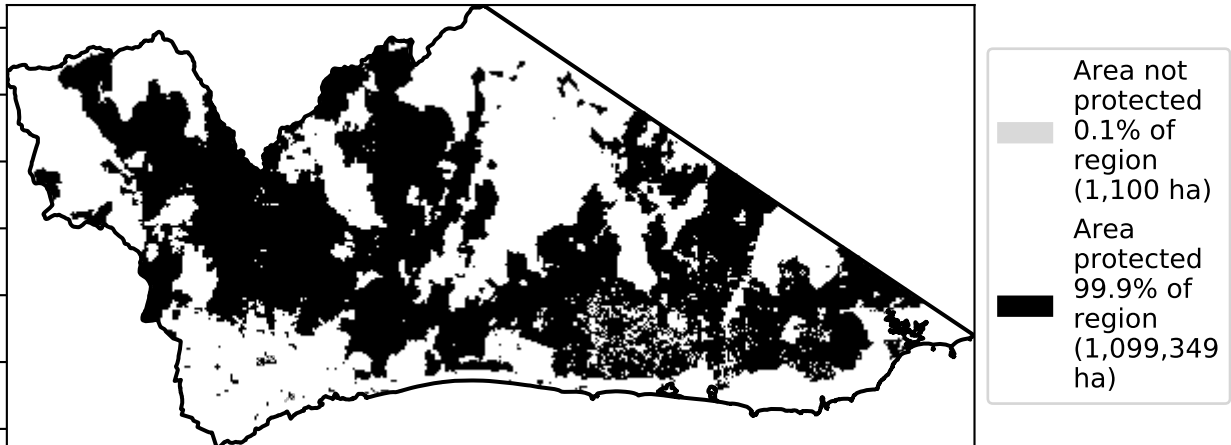 Area not
protected
0.1% of
region
(1,100 ha)
Area
protected
99.9% of
region
(1,099,349
ha)